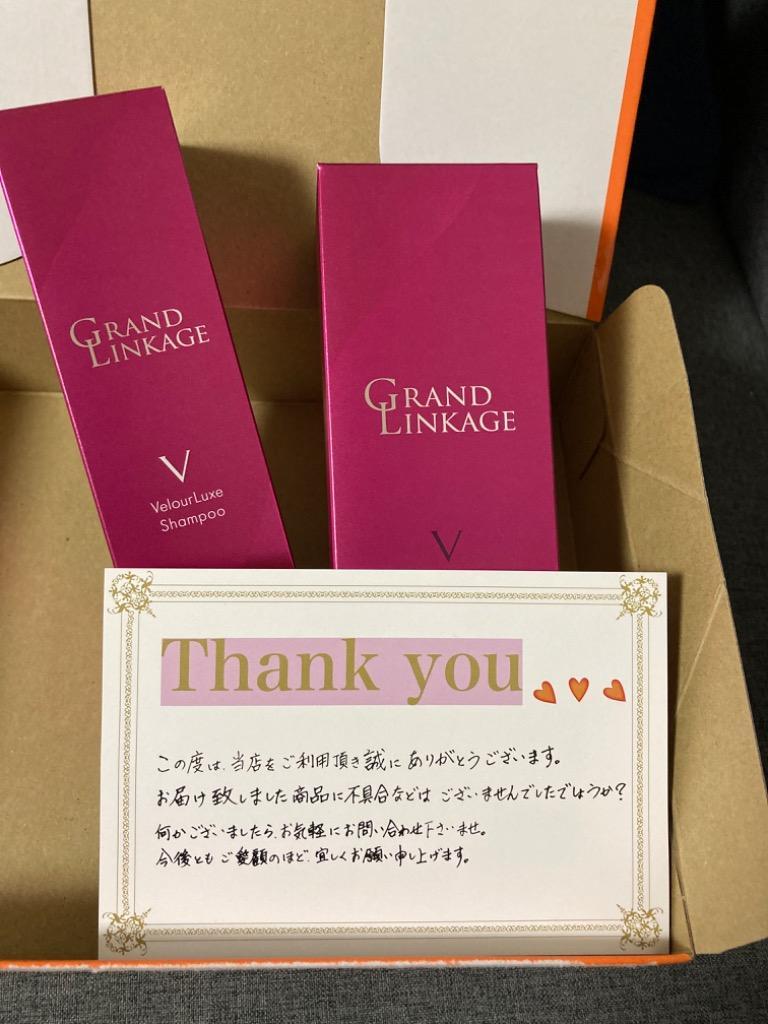 GRAND
LINKAGE
V
VelourLuxe
Shampoo
GRAND
LINKAGE
V
Thank you
この度は、当店をご利用頂き誠にありがとうございます。
お届け致しました商品に不具合などはございませんでしたでしょうか?
何かございましたら、お気軽にお問い合わせ下さいませ。
今後ともご愛顧のほど、宜しくお願い申し上げます。